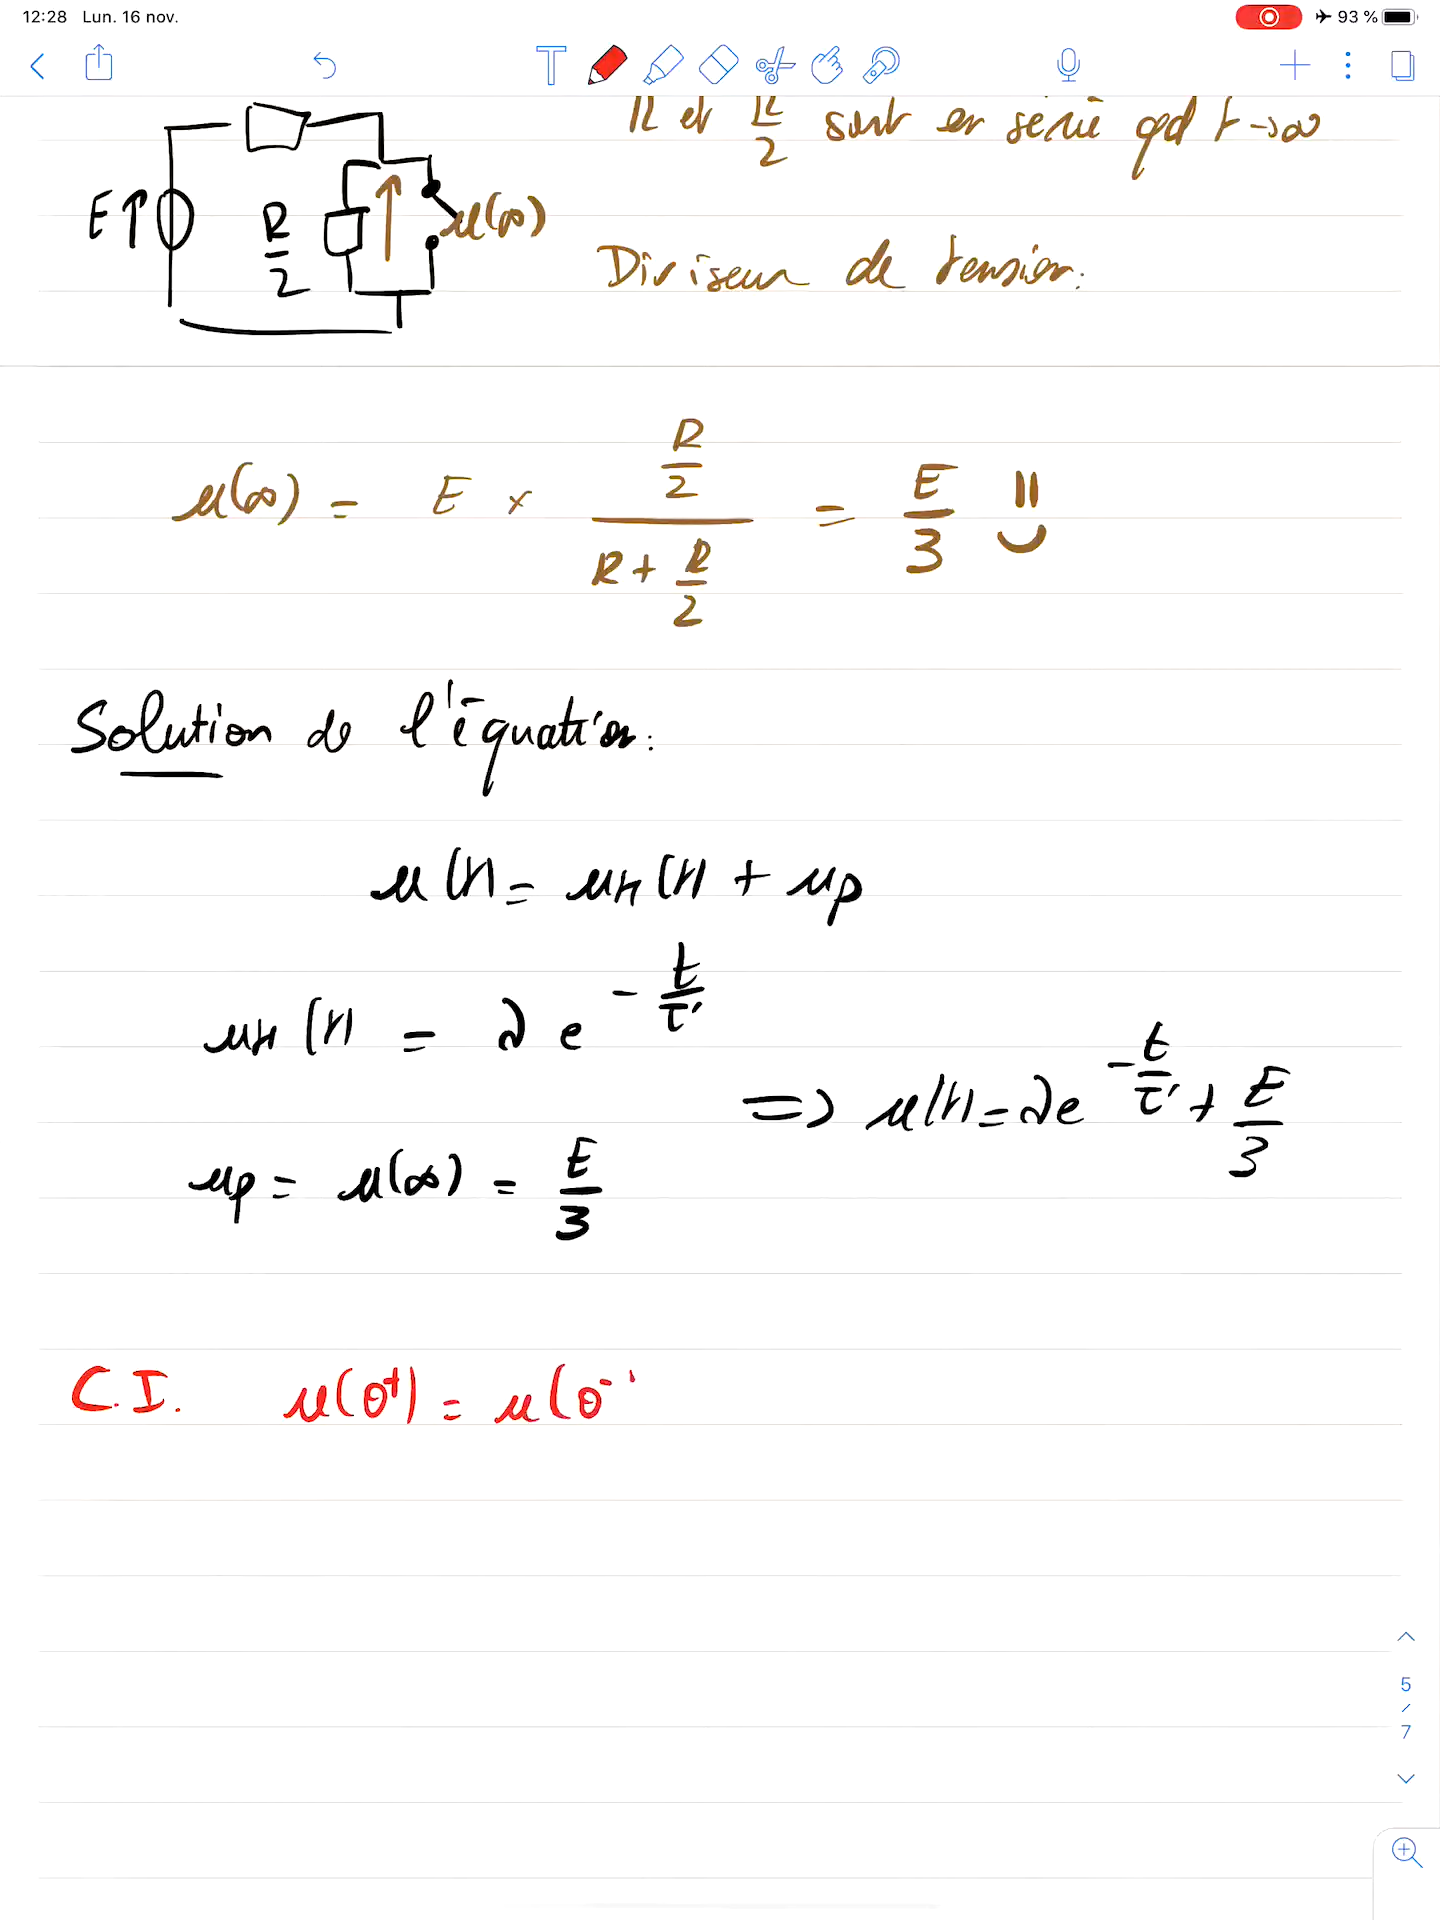 12:28 Lun. 16 nov. 93 %
R et R/2 sont en série qd t→∞
E↑ R/2 u(∞)
Diviseur de tension:
u(∞) = E × (R/2)/(R + R/2) = E/3
Solution de l'équation:
u(t) = uH(t) + up
uH(t) = λ e^(-t/τ')
⇒ u(t) = λe^(-t/τ') + E/3
up = u(∞) = E/3
C.I. u(0⁺) = u(0⁻
5
/
7